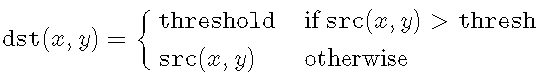 dst(x, y) = { threshold if src(x, y) > thresh
src(x, y) otherwise